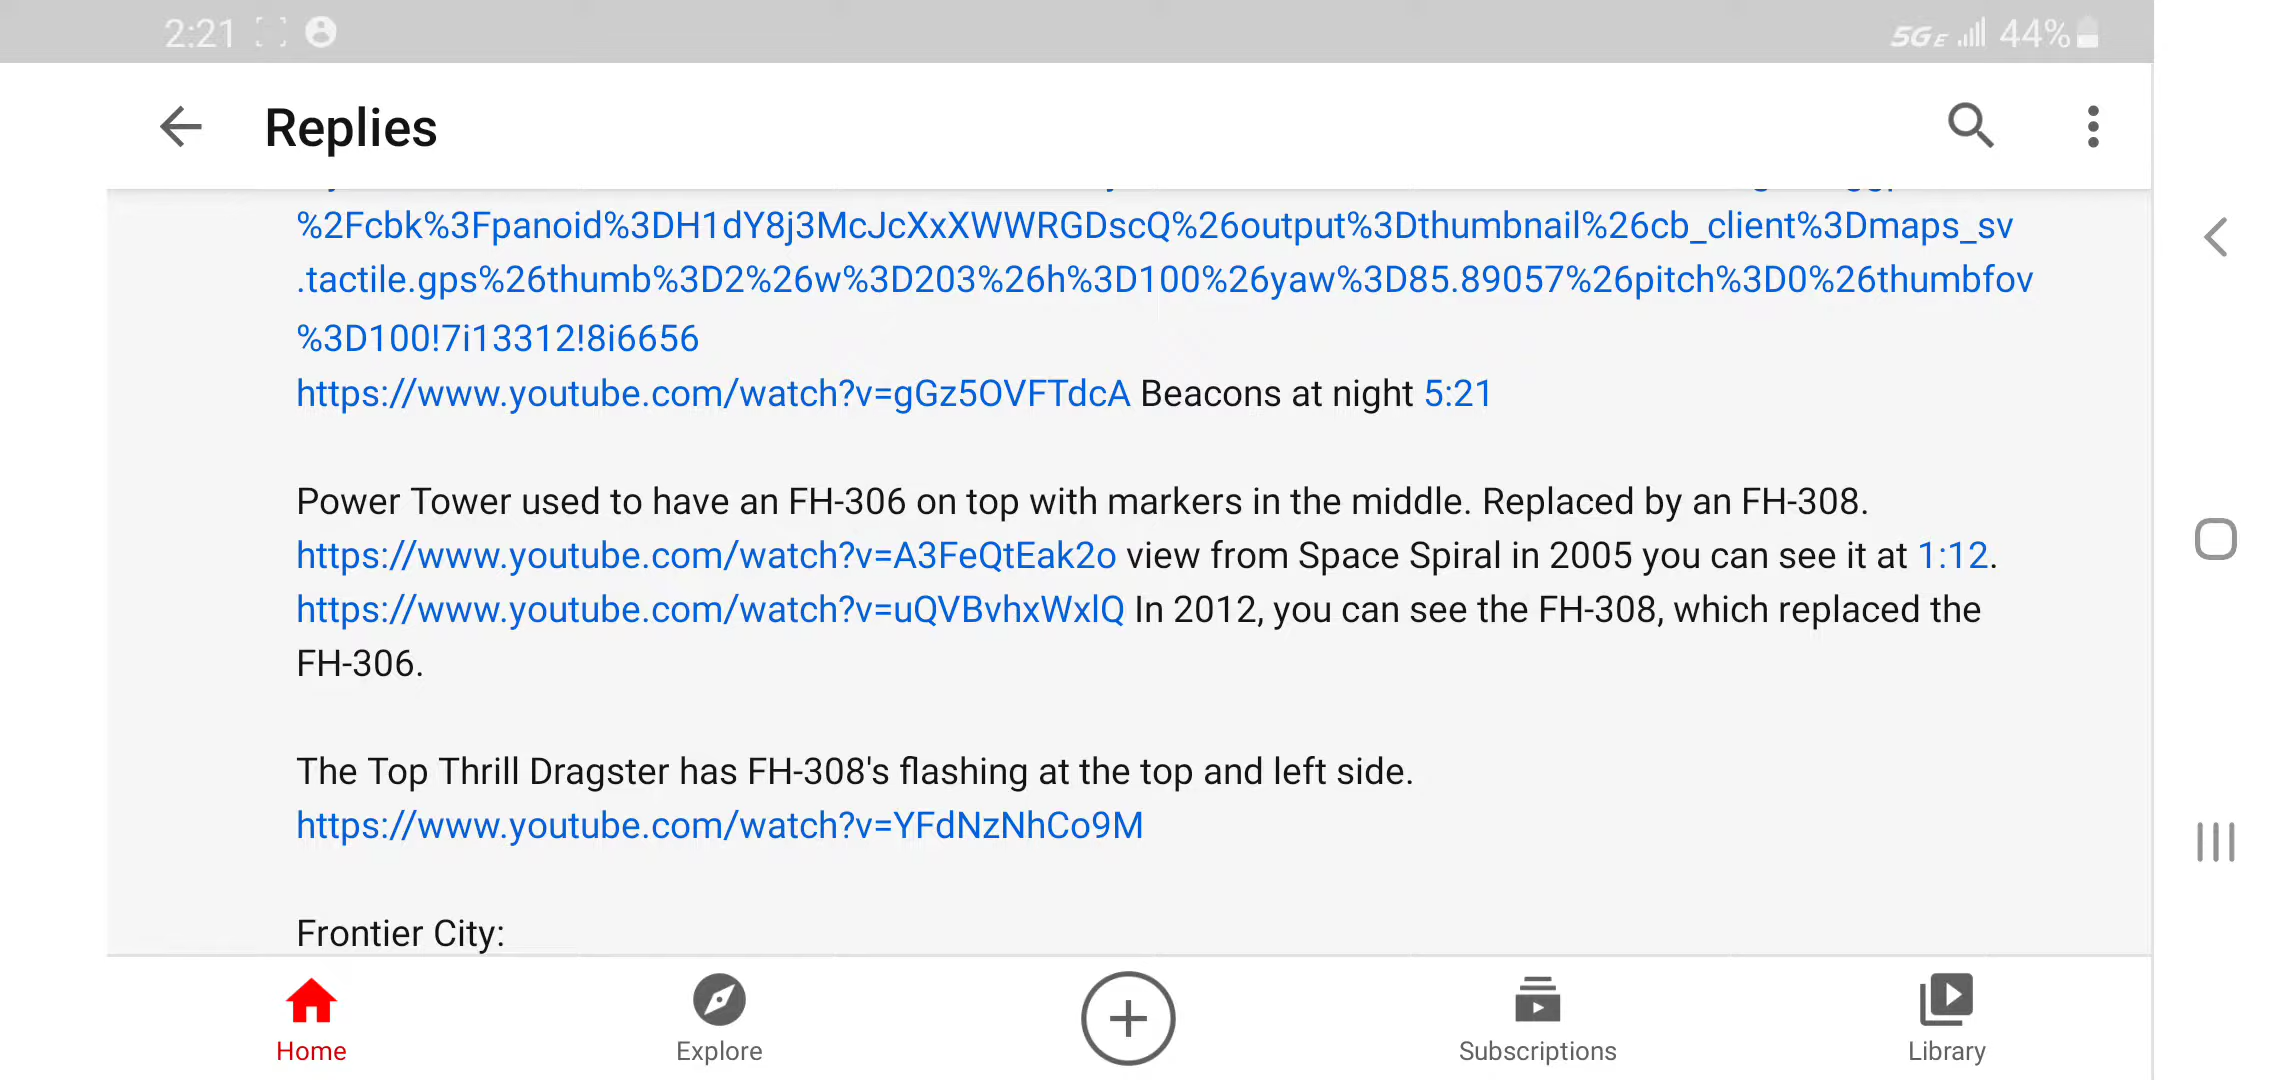 2:21
5GE 44%
Replies
%2Fcbk%3Fpanoid%3DH1dY8j3McJcXxXWWRGDscQ%26output%3Dthumbnail%26cb_client%3Dmaps_sv
.tactile.gps%26thumb%3D2%26w%3D203%26h%3D100%26yaw%3D85.89057%26pitch%3D0%26thumbfov
%3D100!7i13312!8i6656
https://www.youtube.com/watch?v=gGz5OVFTdcA Beacons at night 5:21
Power Tower used to have an FH-306 on top with markers in the middle. Replaced by an FH-308.
https://www.youtube.com/watch?v=A3FeQtEak2o view from Space Spiral in 2005 you can see it at 1:12.
https://www.youtube.com/watch?v=uQVBvhxWxlQ In 2012, you can see the FH-308, which replaced the
FH-306.
The Top Thrill Dragster has FH-308's flashing at the top and left side.
https://www.youtube.com/watch?v=YFdNzNhCo9M
Frontier City:
Home
Explore
Subscriptions
Library